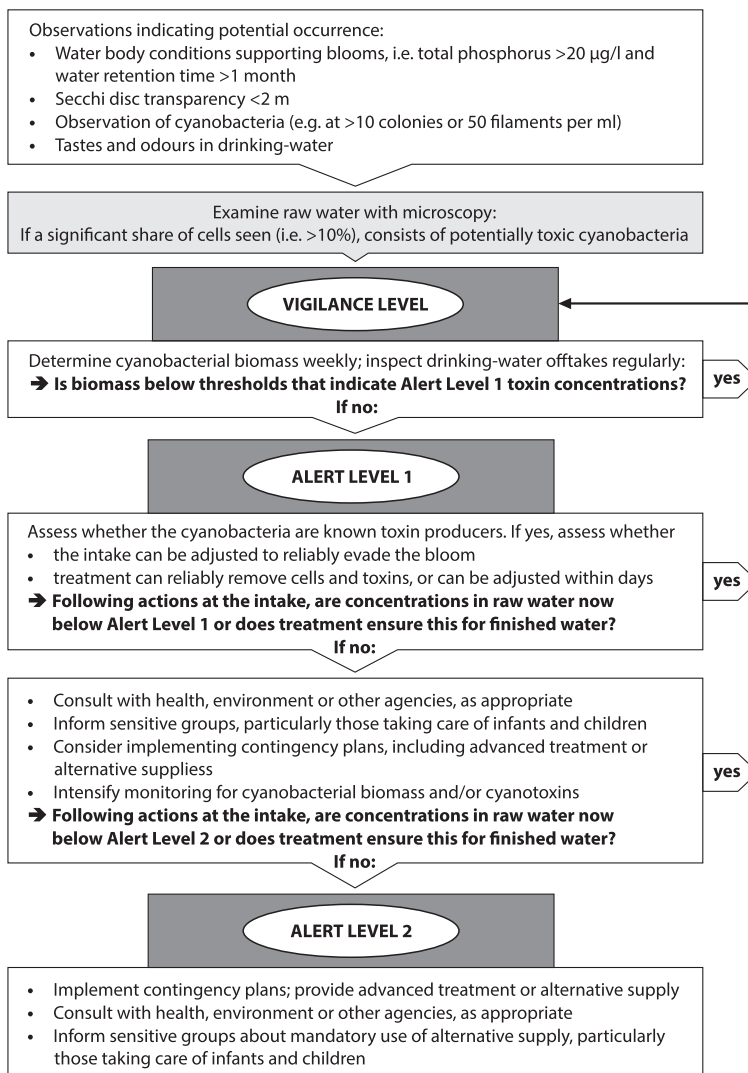 Observations indicating potential occurrence:
• Water body conditions supporting blooms, i.e. total phosphorus >20 μg/l and
water retention time >1 month
• Secchi disc transparency <2 m
• Observation of cyanobacteria (e.g. at >10 colonies or 50 filaments per ml)
• Tastes and odours in drinking-water
Examine raw water with microscopy:
If a significant share of cells seen (i.e. >10%), consists of potentially toxic cyanobacteria
VIGILANCE LEVEL
Determine cyanobacterial biomass weekly; inspect drinking-water offtakes regularly:
➔ Is biomass below thresholds that indicate Alert Level 1 toxin concentrations?
yes
If no:
ALERT LEVEL 1
Assess whether the cyanobacteria are known toxin producers. If yes, assess whether
• the intake can be adjusted to reliably evade the bloom
• treatment can reliably remove cells and toxins, or can be adjusted within days
yes
➔ Following actions at the intake, are concentrations in raw water now
below Alert Level 1 or does treatment ensure this for finished water?
If no:
• Consult with health, environment or other agencies, as appropriate
• Inform sensitive groups, particularly those taking care of infants and children
• Consider implementing contingency plans, including advanced treatment or
alternative suppliess
yes
• Intensify monitoring for cyanobacterial biomass and/or cyanotoxins
➔ Following actions at the intake, are concentrations in raw water now
below Alert Level 2 or does treatment ensure this for finished water?
If no:
ALERT LEVEL 2
• Implement contingency plans; provide advanced treatment or alternative supply
• Consult with health, environment or other agencies, as appropriate
• Inform sensitive groups about mandatory use of alternative supply, particularly
those taking care of infants and children